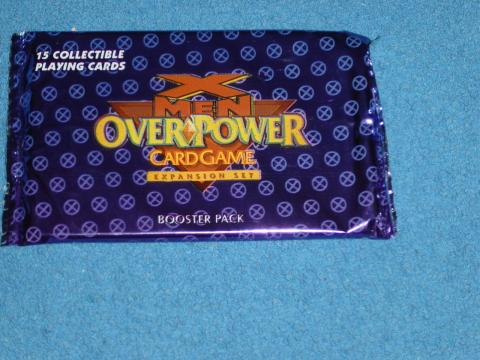 15 COLLECTIBLE
PLAYING CARDS
X
MEN
OVERPOWER
CARD GAME
EXPANSION SET
BOOSTER PACK